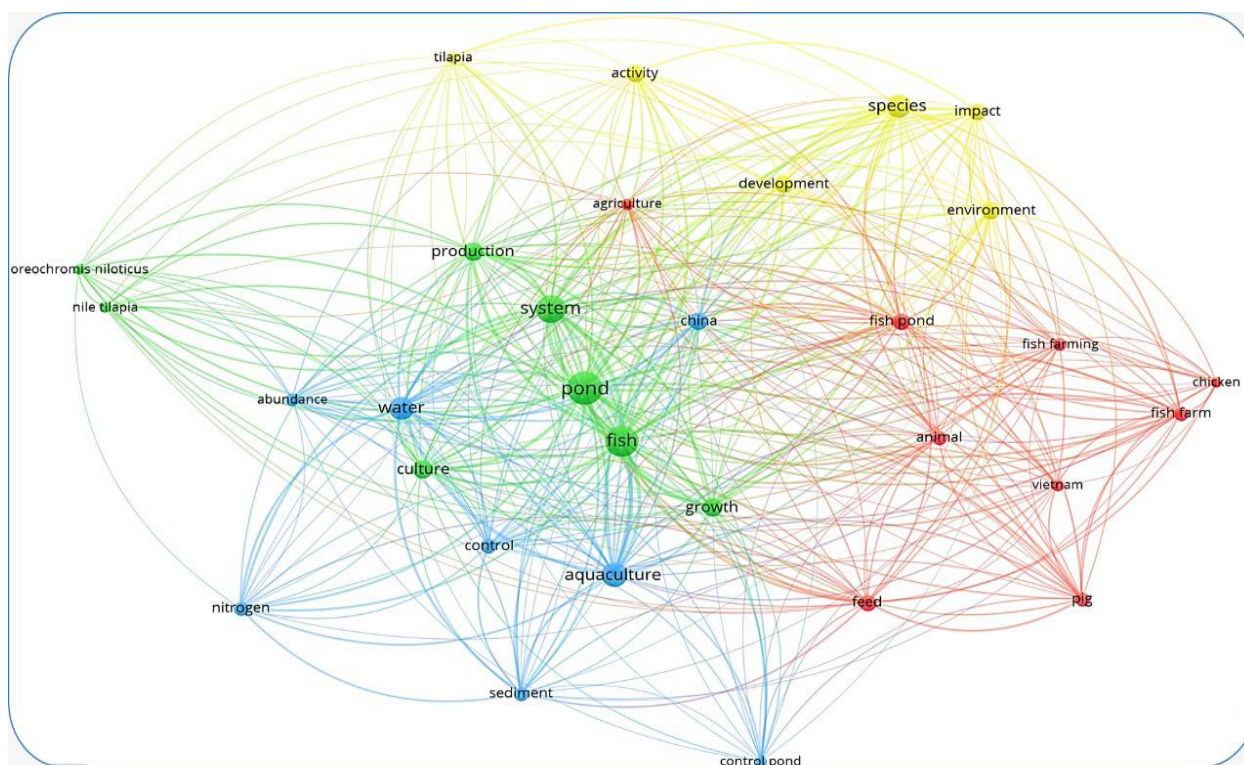 tilapia
activity
species
impact
development
agriculture
environment
production
oreochromis niloticus
nile tilapia
system
china
fish pond
fish farming
pond
chicken
abundance
water
fish farm
fish
animal
culture
vietnam
growth
control
aquaculture
feed
pig
nitrogen
sediment
control pond